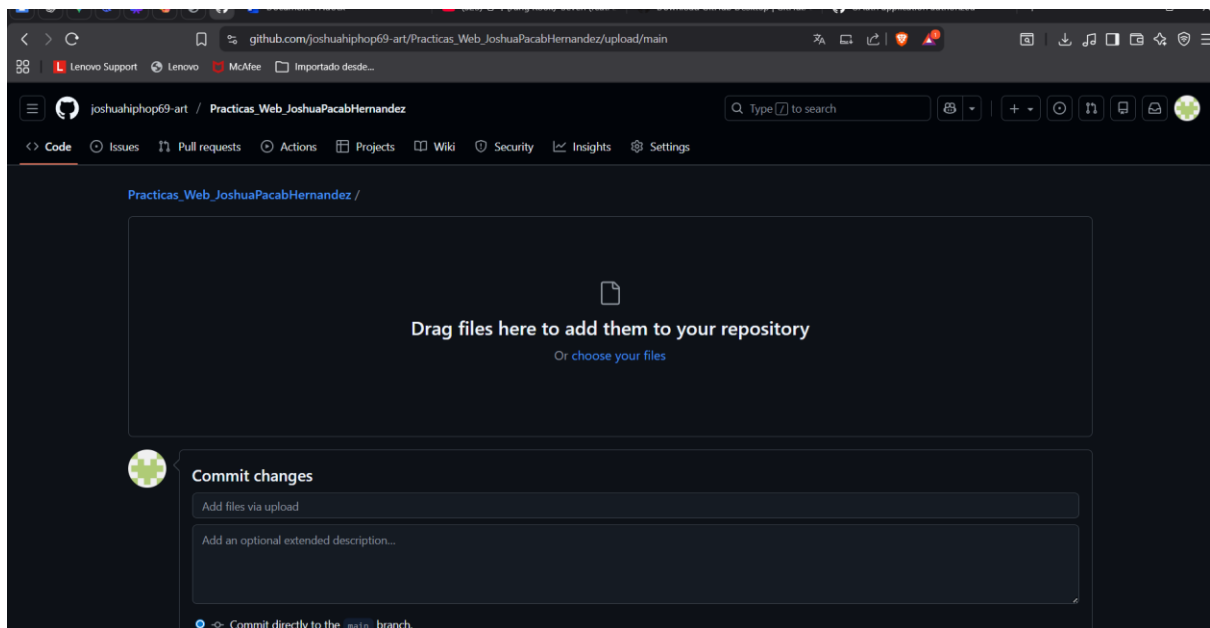 github.com/joshuahiphop69-art/Practicas_Web_JoshuaPacabHernandez/upload/main
L Lenovo Support Lenovo McAfee Importado desde...
joshuahiphop69-art / Practicas_Web_JoshuaPacabHernandez Type / to search
<> Code Issues Pull requests Actions Projects Wiki Security Insights Settings
Practicas_Web_JoshuaPacabHernandez /
Drag files here to add them to your repository
Or choose your files
Commit changes
Add files via upload
Add an optional extended description...
Commit directly to the main branch.